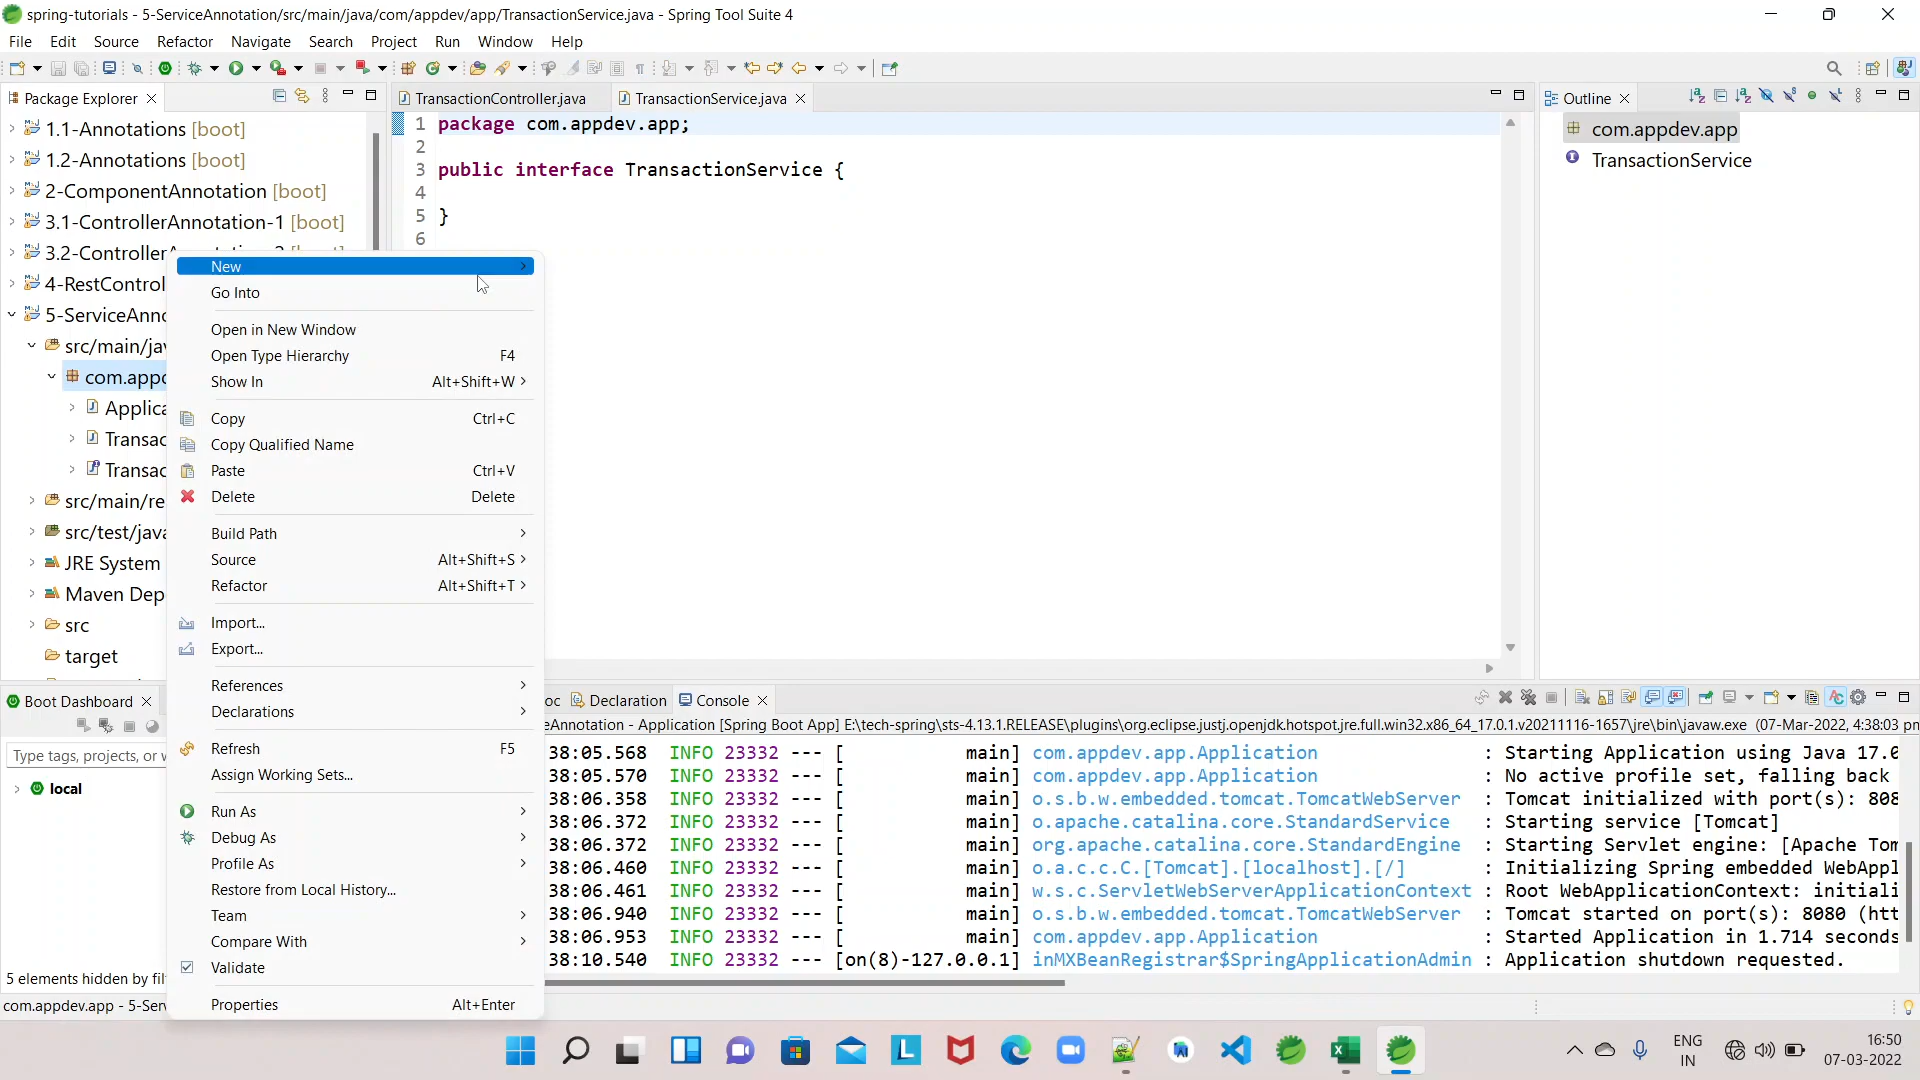 spring-tutorials - 5-ServiceAnnotation/src/main/java/com/appdev/app/TransactionService.java - Spring Tool Suite 4
File Edit Source Refactor Navigate Search Project Run Window Help
Package Explorer
1.1-Annotations [boot]
1.2-Annotations [boot]
2-ComponentAnnotation [boot]
3.1-ControllerAnnotation-1 [boot]
3.2-Controller
4-RestControl
5-ServiceAnno
src/main/jav
com.appd
Applica
Transac
Transac
src/main/re
src/test/java
JRE System
Maven Dep
src
target
TransactionController.java
TransactionService.java
1 package com.appdev.app;
2
3 public interface TransactionService {
4
5 }
6
Outline
com.appdev.app
TransactionService
New
Go Into
Open in New Window
Open Type Hierarchy F4
Show In Alt+Shift+W
Copy Ctrl+C
Copy Qualified Name
Paste Ctrl+V
Delete Delete
Build Path
Source Alt+Shift+S
Refactor Alt+Shift+T
Import...
Export...
References
Declarations
Refresh F5
Assign Working Sets...
Run As
Debug As
Profile As
Restore from Local History...
Team
Compare With
Validate
Properties Alt+Enter
Boot Dashboard
Type tags, projects, or w
local
5 elements hidden by filt
com.appdev.app - 5-Serv
oc Declaration Console
eAnnotation - Application [Spring Boot App] E:\tech-spring\sts-4.13.1.RELEASE\plugins\org.eclipse.justj.openjdk.hotspot.jre.full.win32.x86_64_17.0.1.v20211116-1657\jre\bin\javaw.exe (07-Mar-2022, 4:38:03 pn
38:05.568 INFO 23332 --- [ main] com.appdev.app.Application : Starting Application using Java 17.0
38:05.570 INFO 23332 --- [ main] com.appdev.app.Application : No active profile set, falling back
38:06.358 INFO 23332 --- [ main] o.s.b.w.embedded.tomcat.TomcatWebServer : Tomcat initialized with port(s): 808
38:06.372 INFO 23332 --- [ main] o.apache.catalina.core.StandardService : Starting service [Tomcat]
38:06.372 INFO 23332 --- [ main] org.apache.catalina.core.StandardEngine : Starting Servlet engine: [Apache Tom
38:06.460 INFO 23332 --- [ main] o.a.c.c.C.[Tomcat].[localhost].[/] : Initializing Spring embedded WebAppl
38:06.461 INFO 23332 --- [ main] w.s.c.ServletWebServerApplicationContext : Root WebApplicationContext: initiali
38:06.940 INFO 23332 --- [ main] o.s.b.w.embedded.tomcat.TomcatWebServer : Tomcat started on port(s): 8080 (htt
38:06.953 INFO 23332 --- [ main] com.appdev.app.Application : Started Application in 1.714 seconds
38:10.540 INFO 23332 --- [on(8)-127.0.0.1] inMXBeanRegistrar$SpringApplicationAdmin : Application shutdown requested.
ENG
IN
16:50
07-03-2022